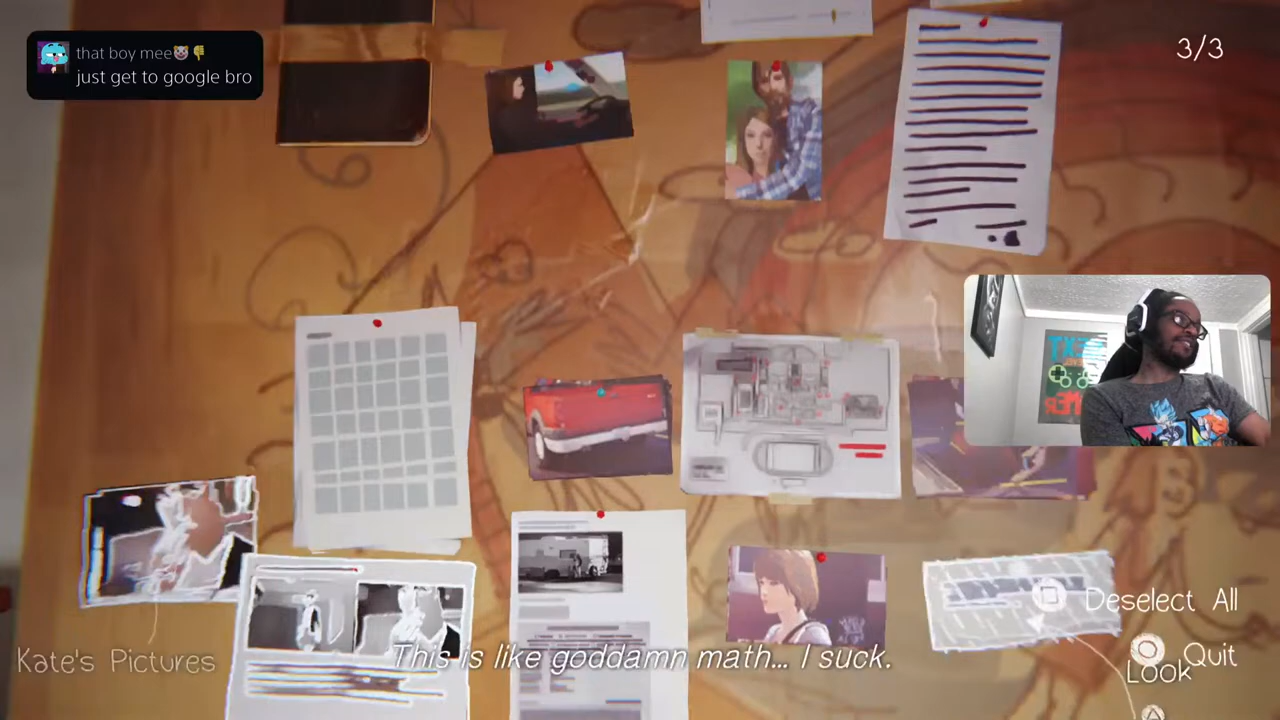 that boy mee😈👎
just get to google bro
3/3
NEXT
Deselect All
Kate's Pictures
This is like goddamn math... I suck.
Quit
Look